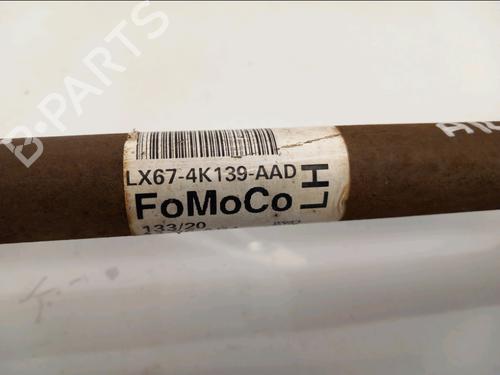 LX67-4K139-AAD
FoMoCo
LH
133/20
B-PARTS